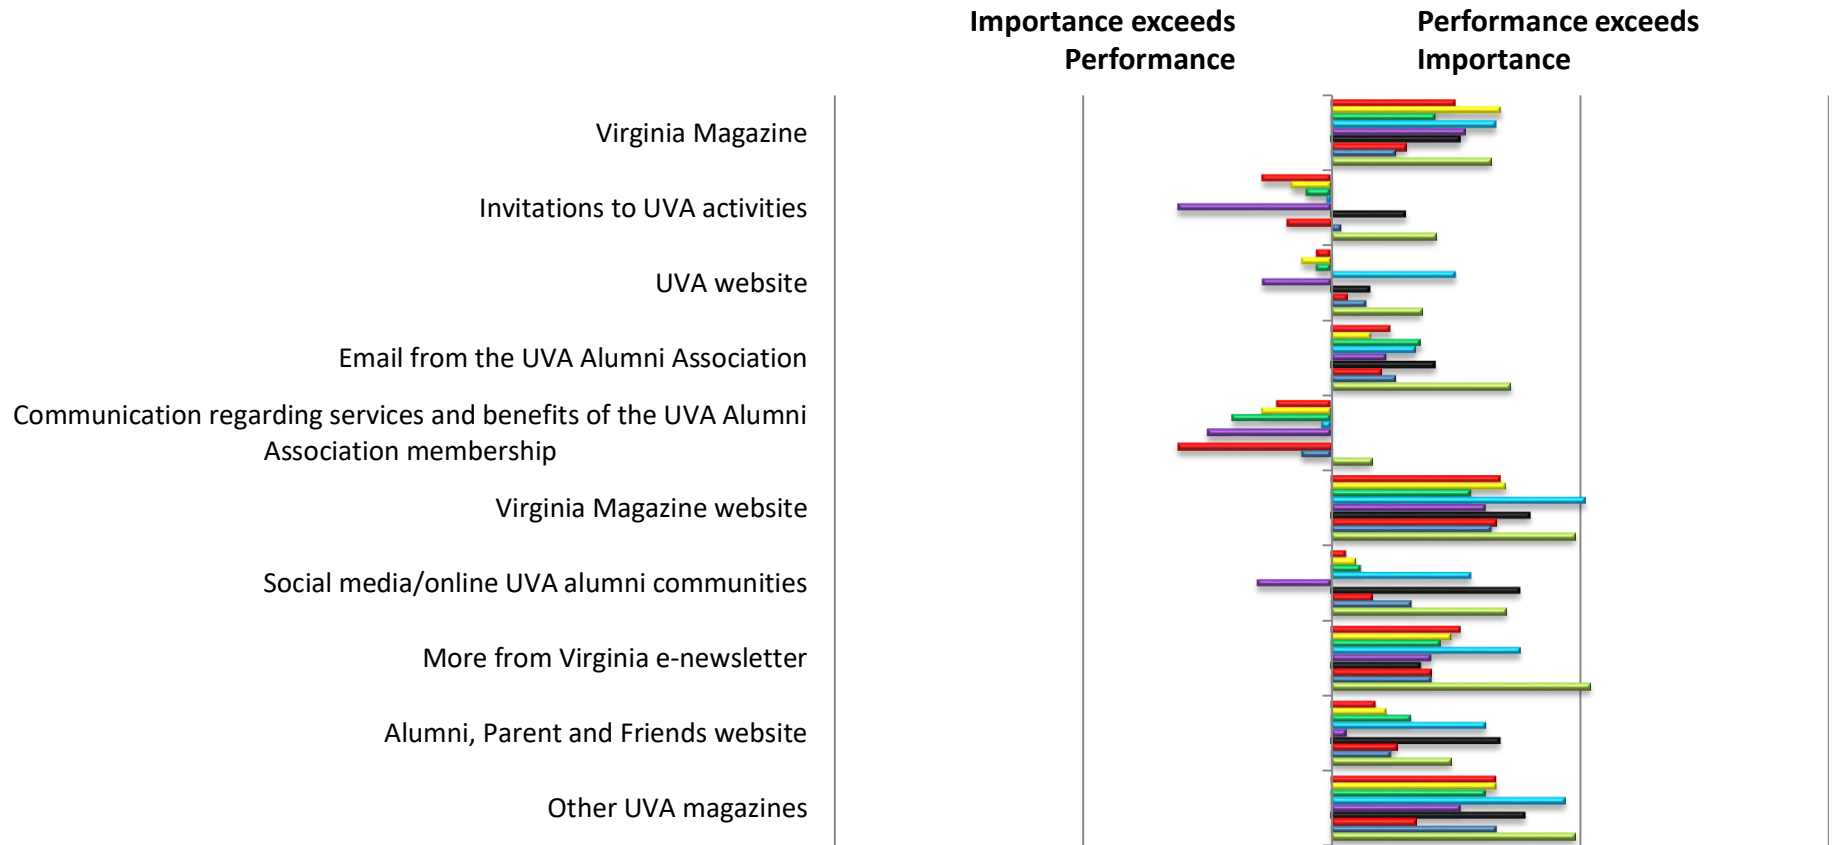 Importance exceeds
Performance
Performance exceeds
Importance
Virginia Magazine
Invitations to UVA activities
UVA website
Email from the UVA Alumni Association
Communication regarding services and benefits of the UVA Alumni
Association membership
Virginia Magazine website
Social media/online UVA alumni communities
More from Virginia e-newsletter
Alumni, Parent and Friends website
Other UVA magazines